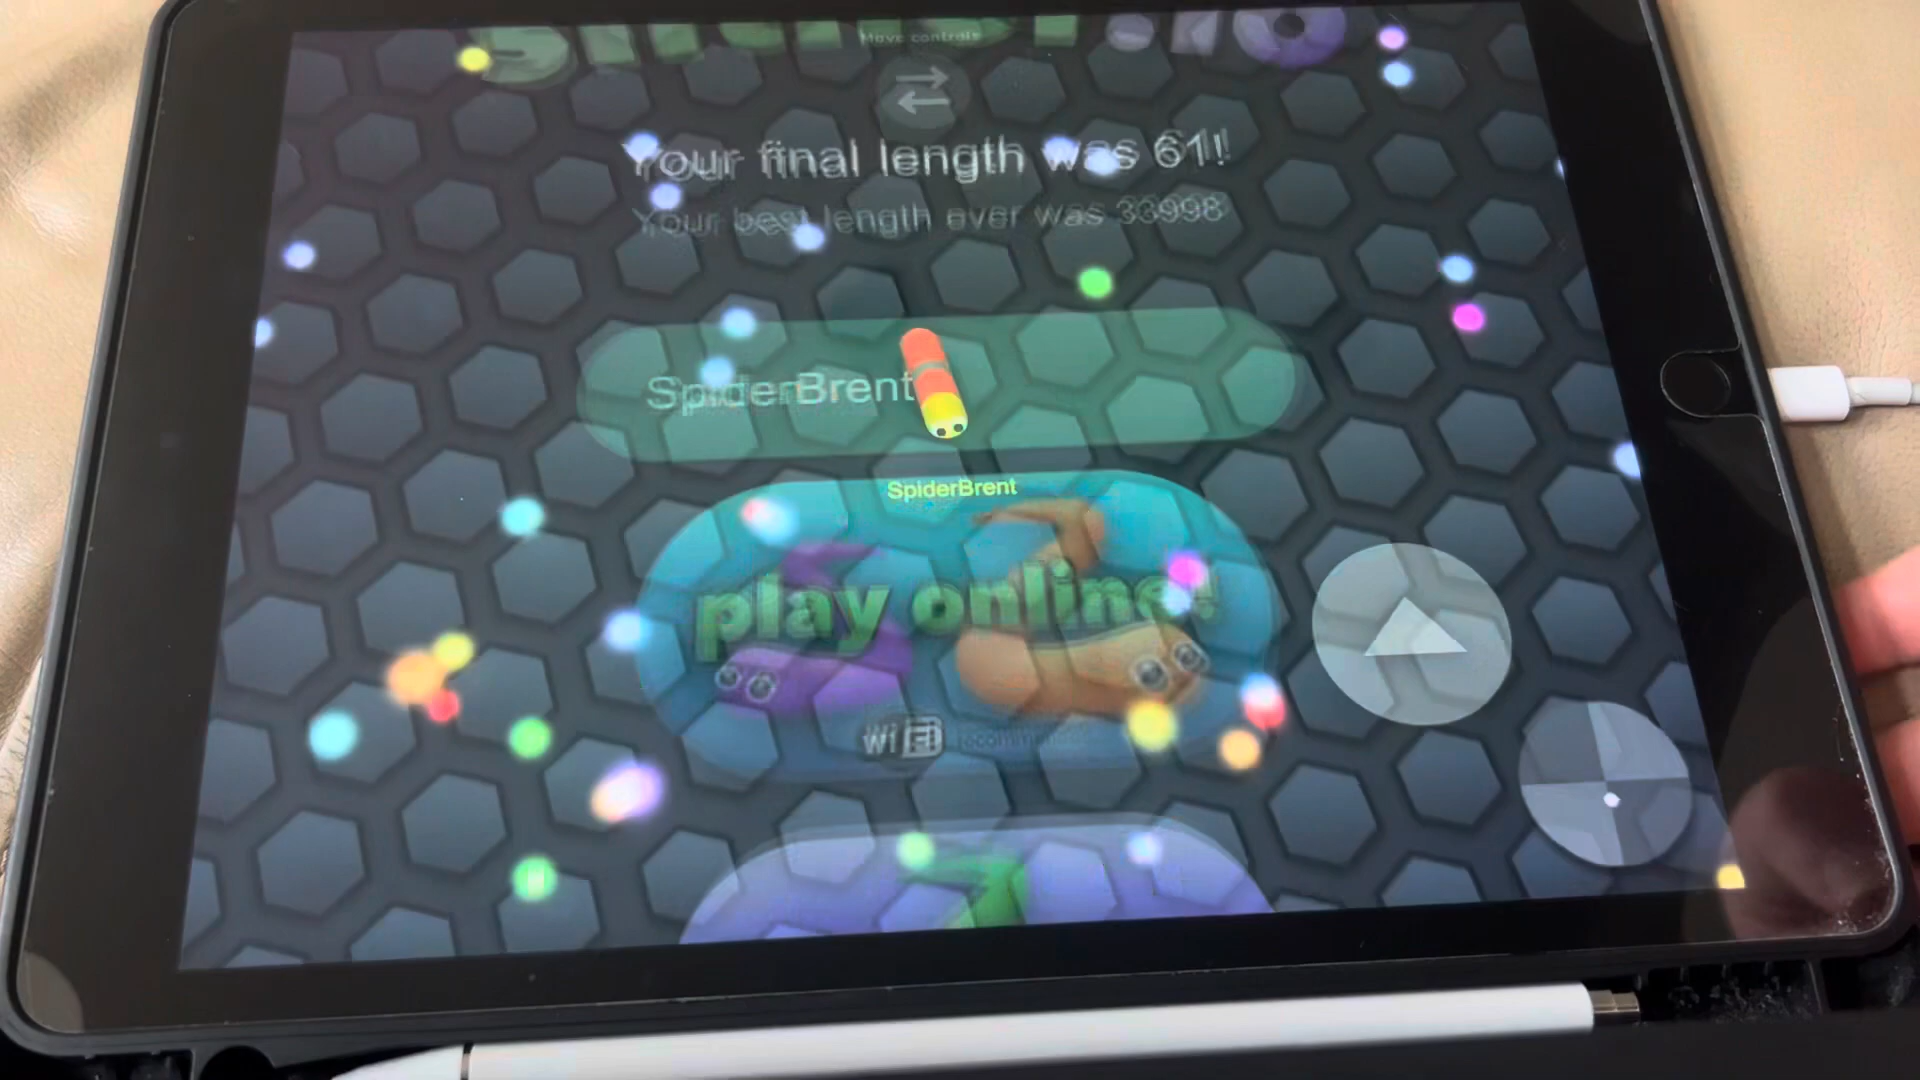 Move controls
Your final length was 61!
Your best length ever was 33998
SpiderBrent
SpiderBrent
play online!